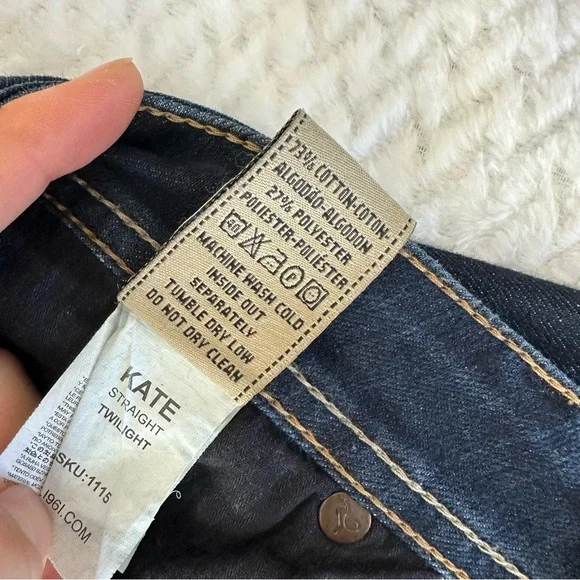 73% COTTON-COTON-
ALGODÃO-ALGODON
27% POLYESTER
POLIESTER-POLIÉSTER
MACHINE WASH COLD
INSIDE OUT
SEPARATELY
TUMBLE DRY LOW
DO NOT DRY CLEAN
KATE
STRAIGHT
TWILIGHT
SKU:1115
1961.COM